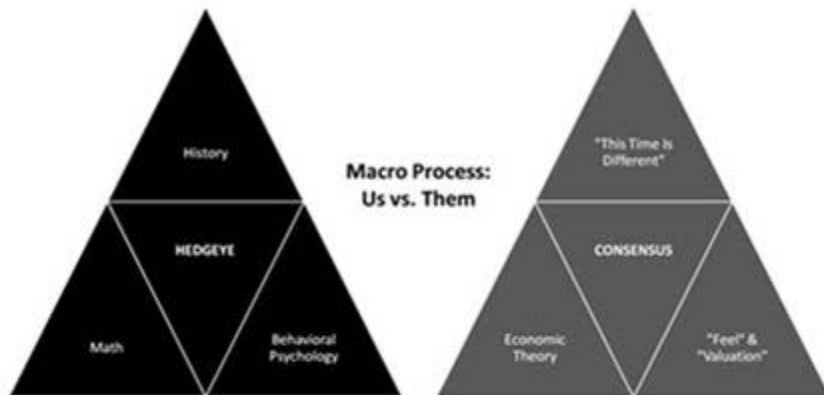 History
HEDGEYE
Math
Behavioral
Psychology
Macro Process:
Us vs. Them
"This Time Is
Different"
CONSENSUS
Economic
Theory
"Feel" &
"Valuation"